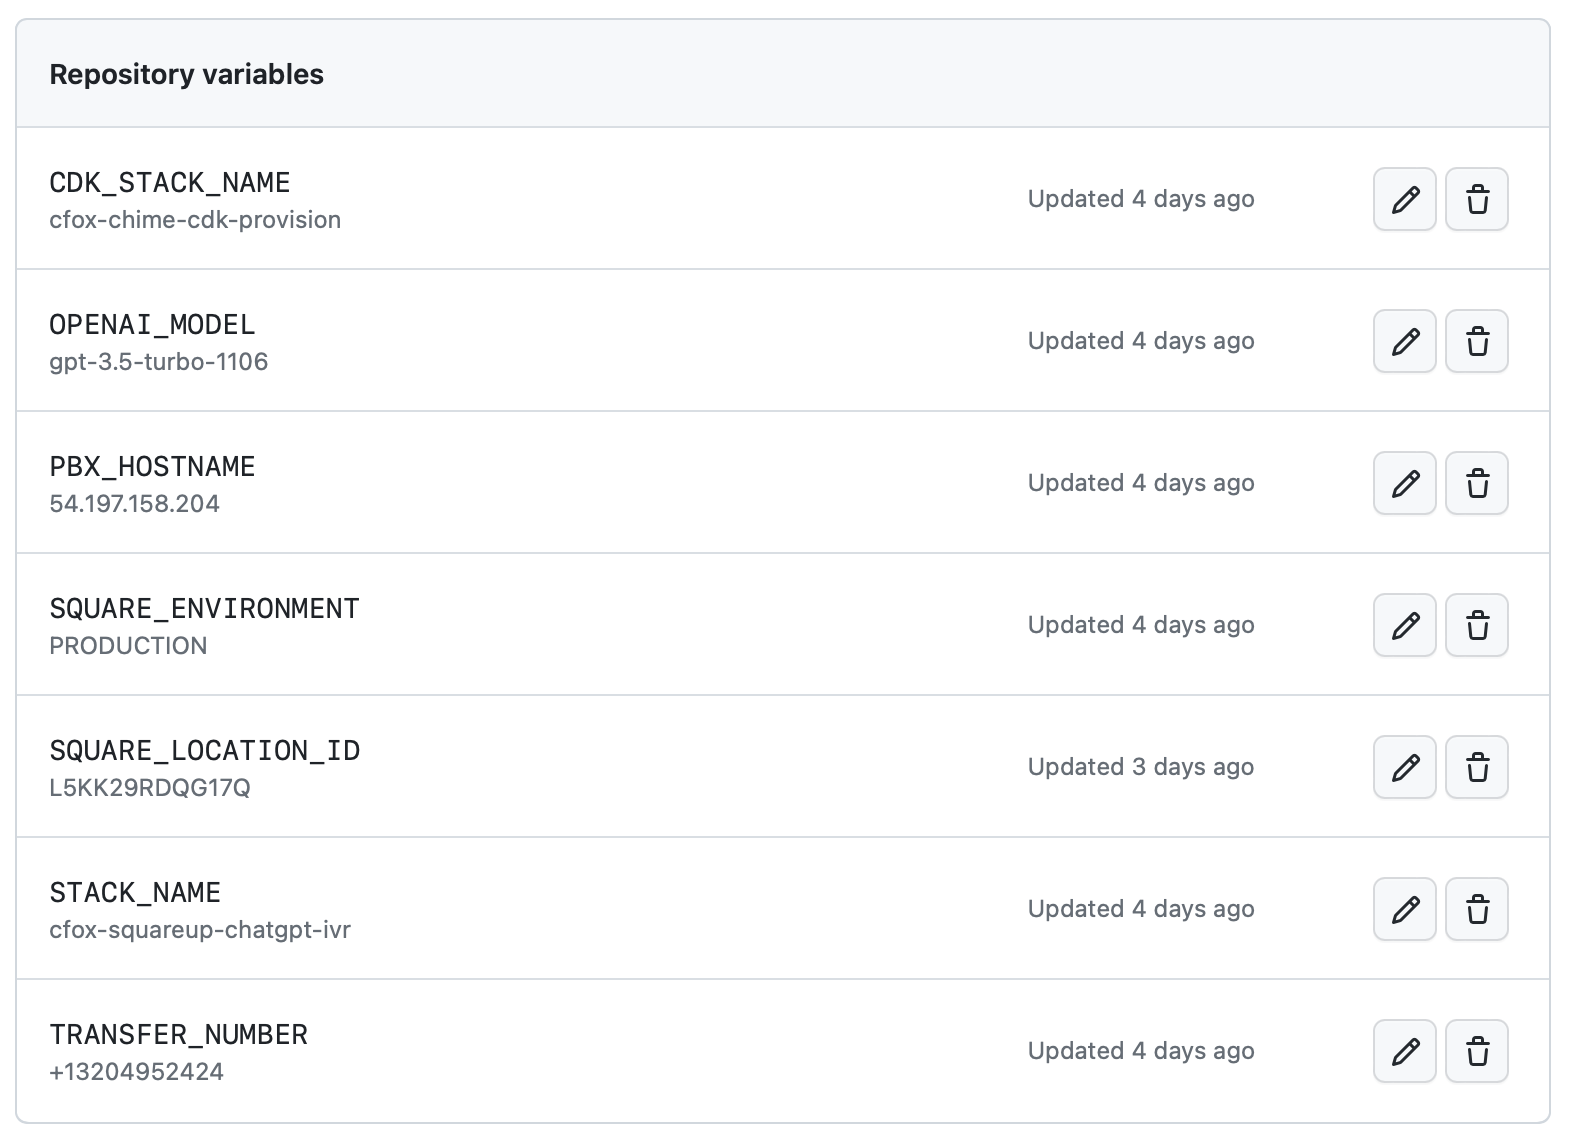 Repository variables
CDK_STACK_NAME
cfox-chime-cdk-provision
Updated 4 days ago
OPENAI_MODEL
gpt-3.5-turbo-1106
Updated 4 days ago
PBX_HOSTNAME
54.197.158.204
Updated 4 days ago
SQUARE_ENVIRONMENT
PRODUCTION
Updated 4 days ago
SQUARE_LOCATION_ID
L5KK29RDQG17Q
Updated 3 days ago
STACK_NAME
cfox-squareup-chatgpt-ivr
Updated 4 days ago
TRANSFER_NUMBER
+13204952424
Updated 4 days ago